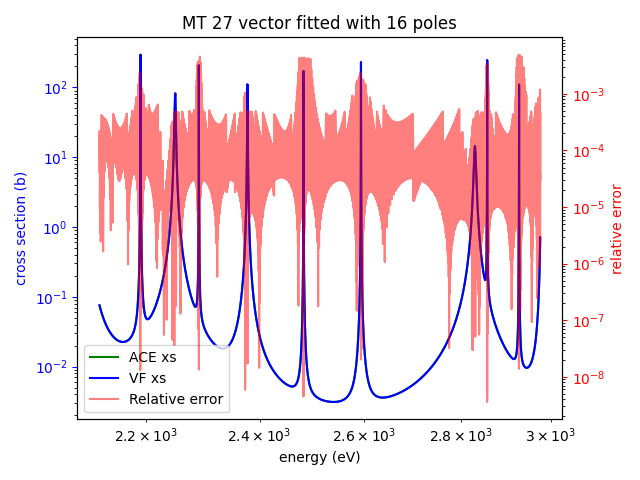 MT 27 vector fitted with 16 poles
cross section (b)
10²
10¹
10⁰
10⁻¹
10⁻²
10⁻³
10⁻⁴
10⁻⁵
10⁻⁶
10⁻⁷
10⁻⁸
relative error
ACE xs
VF xs
Relative error
2.2 × 10³ 2.4 × 10³ 2.6 × 10³ 2.8 × 10³ 3 × 10³
energy (eV)